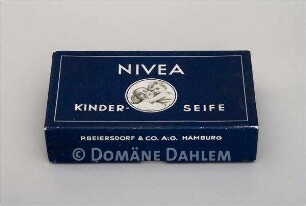 NIVEA
KINDER- SEIFE
P. BEIERSDORF & CO. A.G. HAMBURG
© DOMÄNE DAHLEM